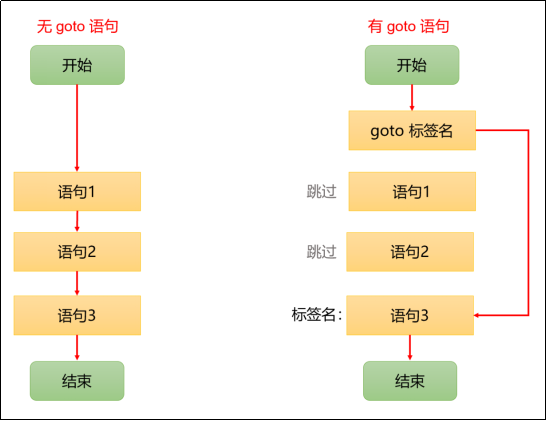 无 goto 语句
开始
语句1
语句2
语句3
结束
有 goto 语句
开始
goto 标签名
跳过
语句1
跳过
语句2
标签名：
语句3
结束